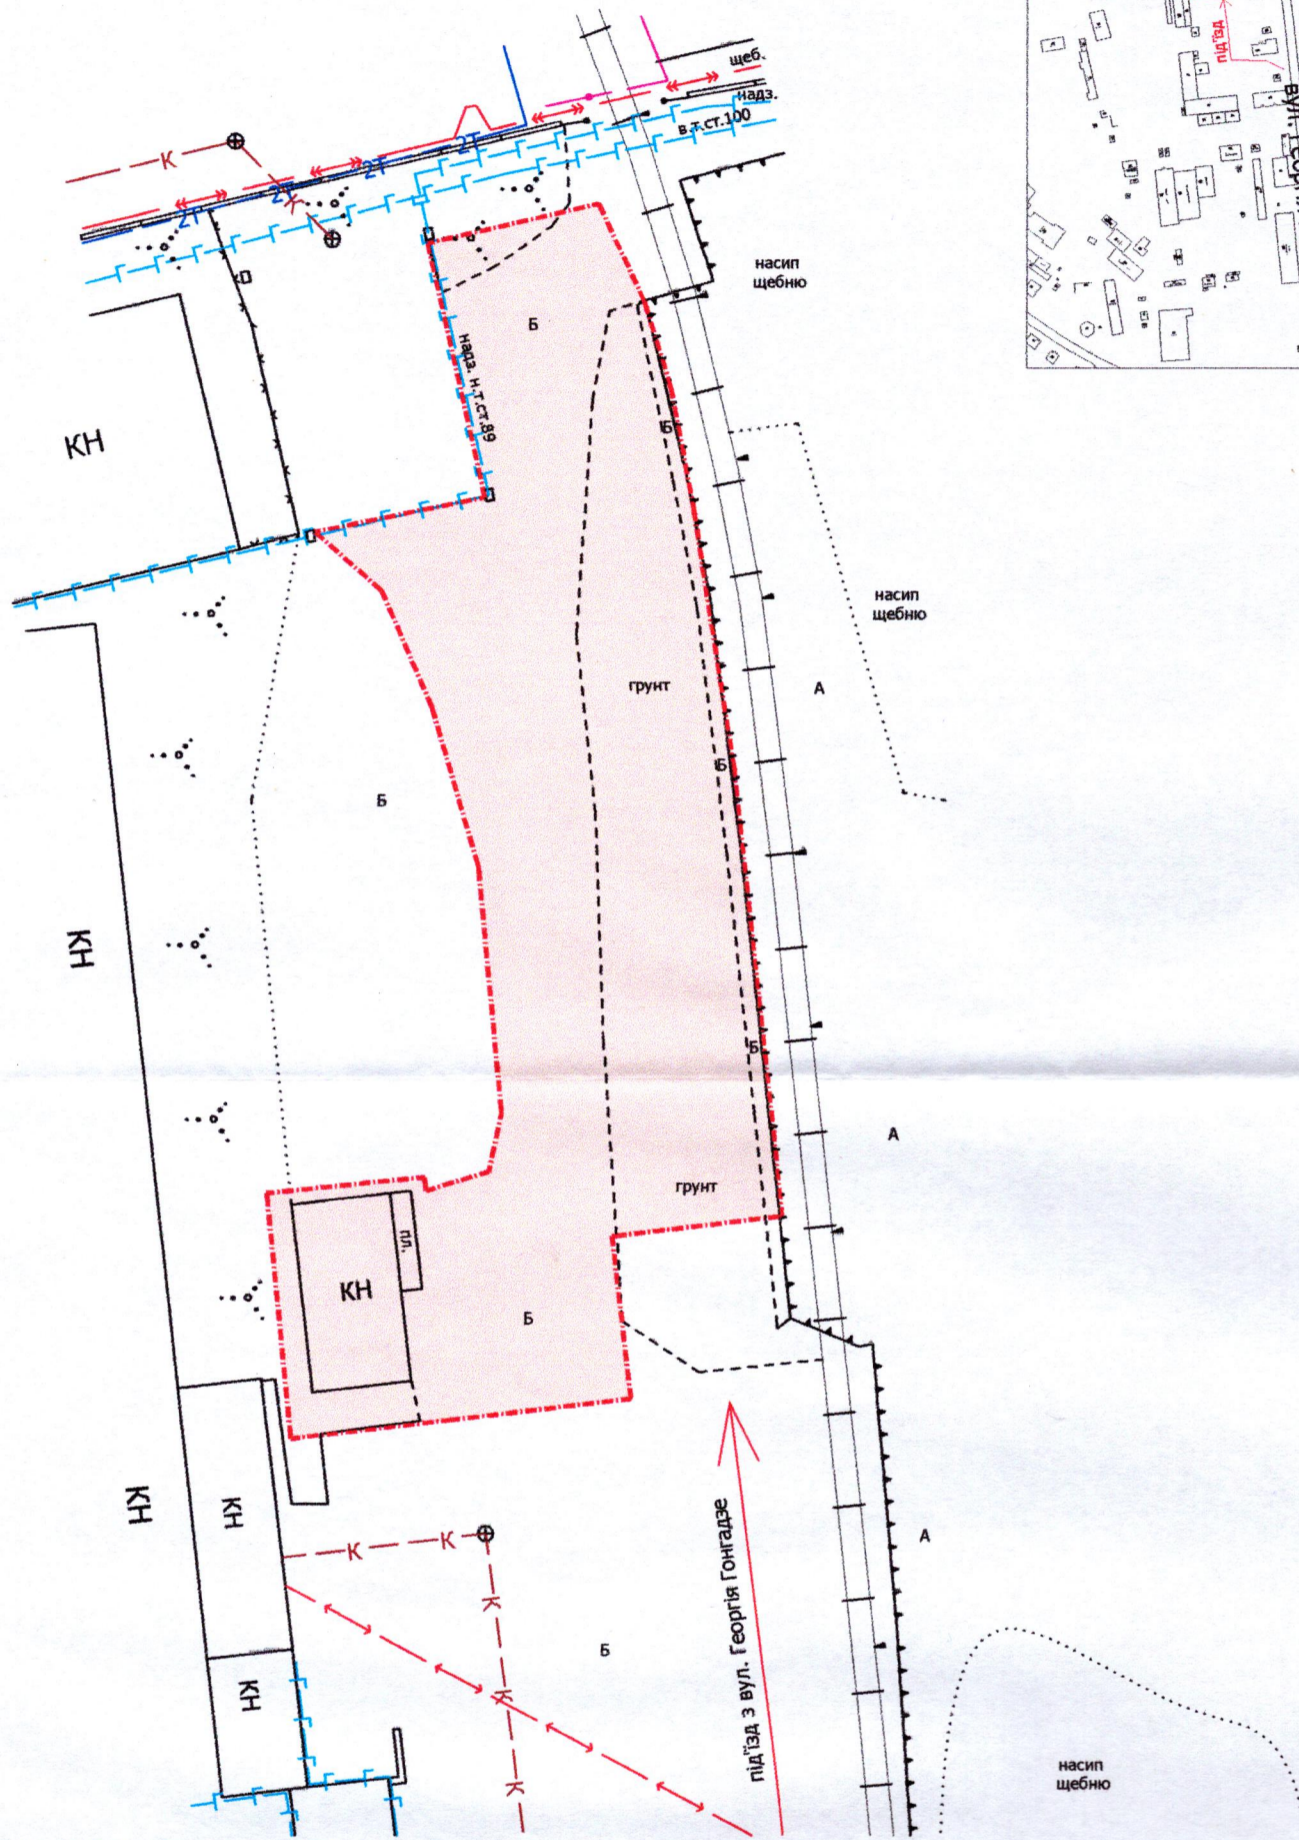 щеб.
надз.
в.т.ст.100
К
К
2Т
2Т
2Т
2Т
під'їзд
насип
щебню
Б
надз. н.т.ст.89
КН
Б
насип
щебню
грунт
А
Б
Б
КН
Б
А
грунт
пл.
КН
Б
КН
КН
К
К
К
А
під'їзд з вул. Георгія Гонгадзе
Б
К
КН
К
насип
щебню